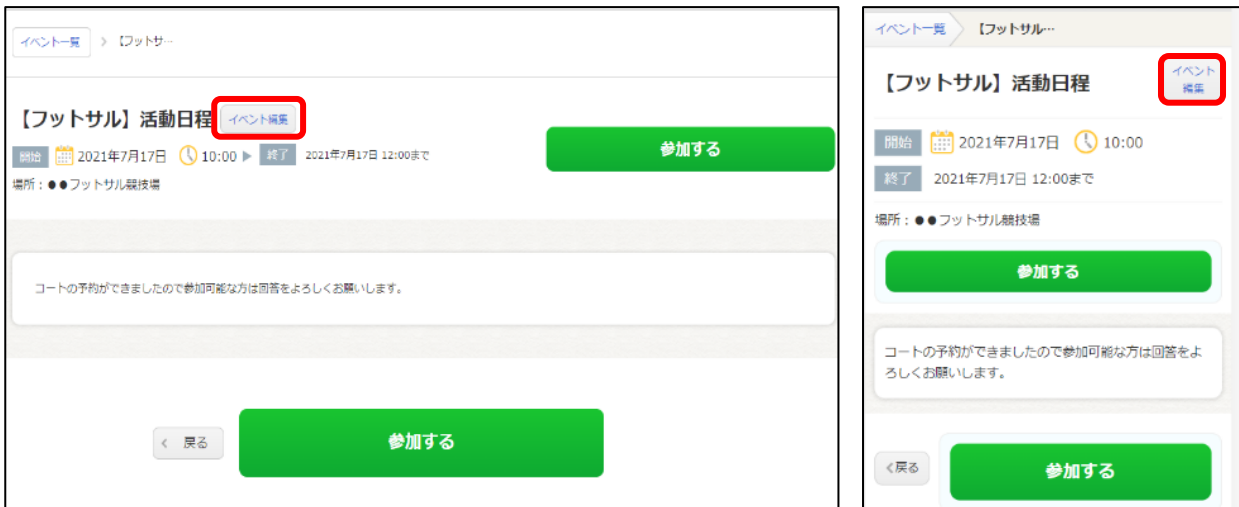 イベント一覧 > 【フットサ…
【フットサル】活動日程 イベント編集
開始 2021年7月17日 10:00 ▶ 終了 2021年7月17日 12:00まで
参加する
場所：●●フットサル競技場
コートの予約ができましたので参加可能な方は回答をよろしくお願いします。
< 戻る
参加する
イベント一覧 【フットサル…
【フットサル】活動日程
イベント
編集
開始 2021年7月17日 10:00
終了 2021年7月17日 12:00まで
場所：●●フットサル競技場
参加する
コートの予約ができましたので参加可能な方は回答をよ
ろしくお願いします。
<戻る
参加する